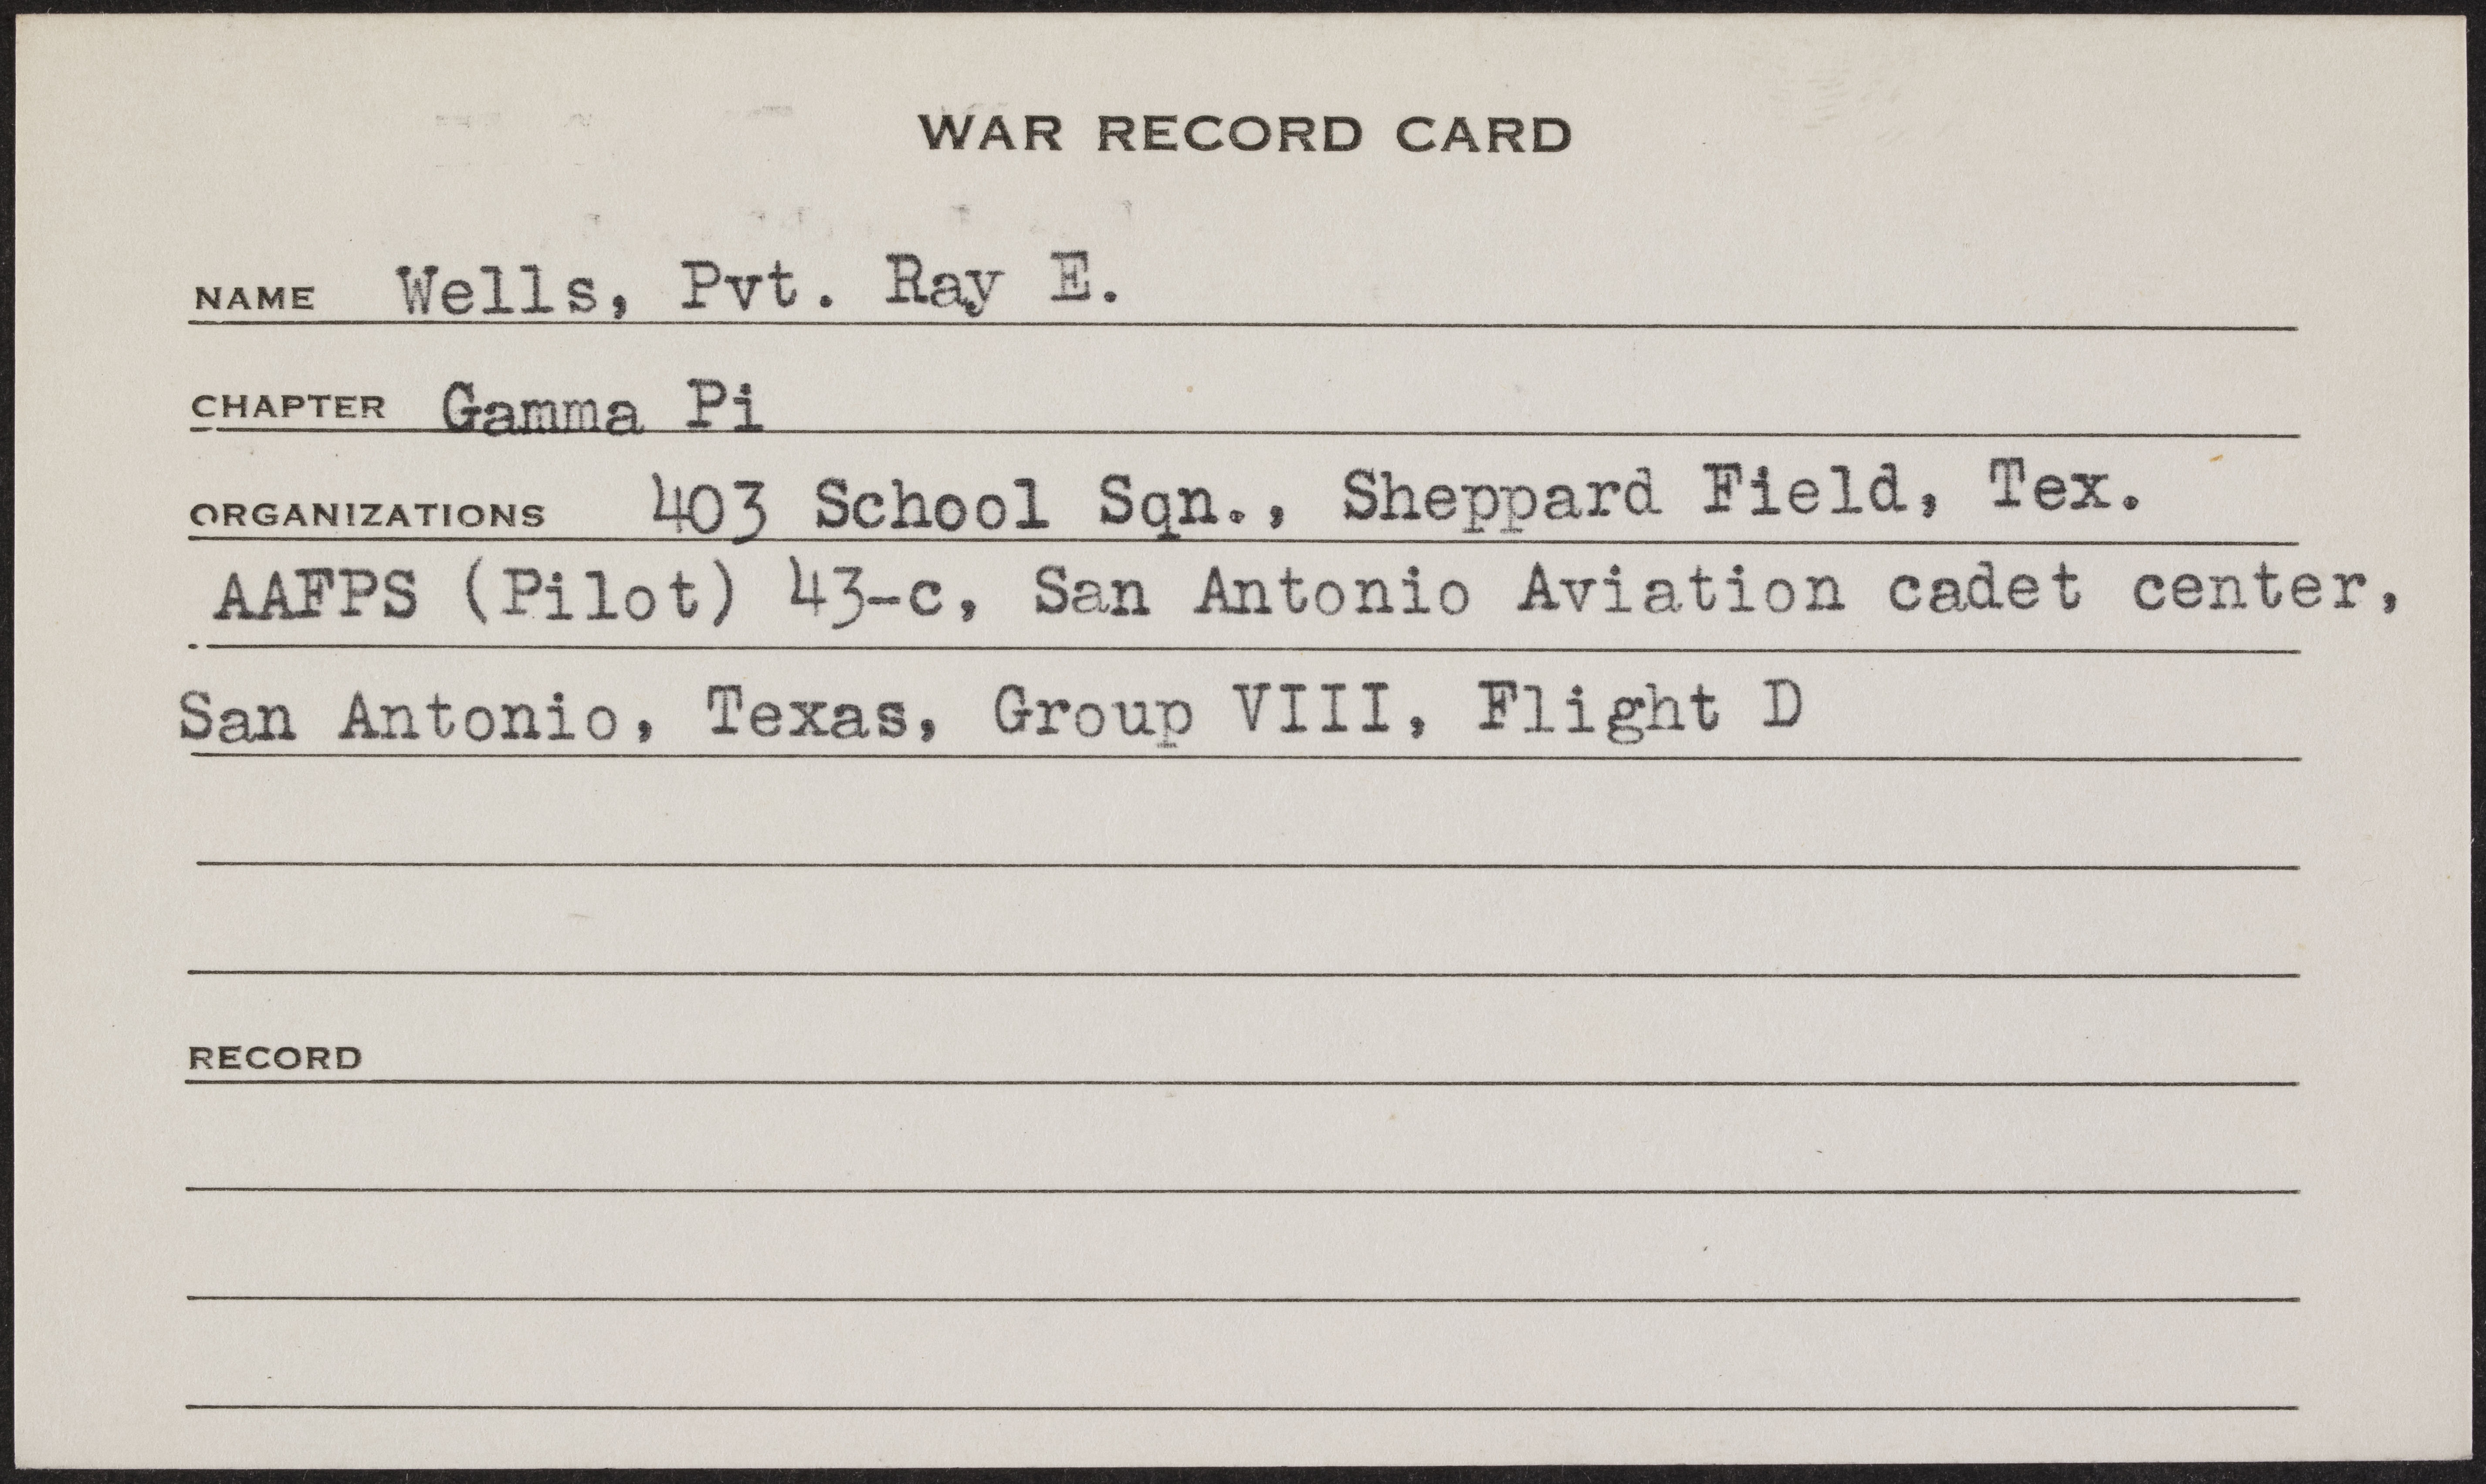 WAR RECORD CARD
NAME Wells, Pvt. Ray E.
CHAPTER Gamma Pi
ORGANIZATIONS 403 School Sqn., Sheppard Field, Tex.
AAFPS (Pilot) 43-c, San Antonio Aviation cadet center,
San Antonio, Texas, Group VIII, Flight D
RECORD